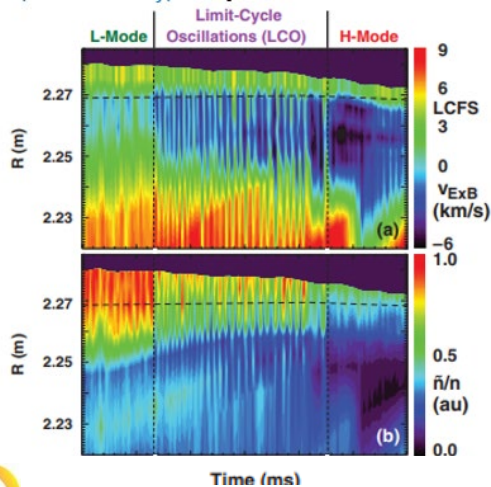 Limit-Cycle
L-Mode Oscillations (LCO) H-Mode
9
2.27 6
LCFS
3
R (m)
2.25 0
vExB
(km/s)
2.23
(a) −6
1.0
2.27
R (m)
2.25 0.5
ñ/n
(au)
2.23
(b) 0.0
Time (ms)